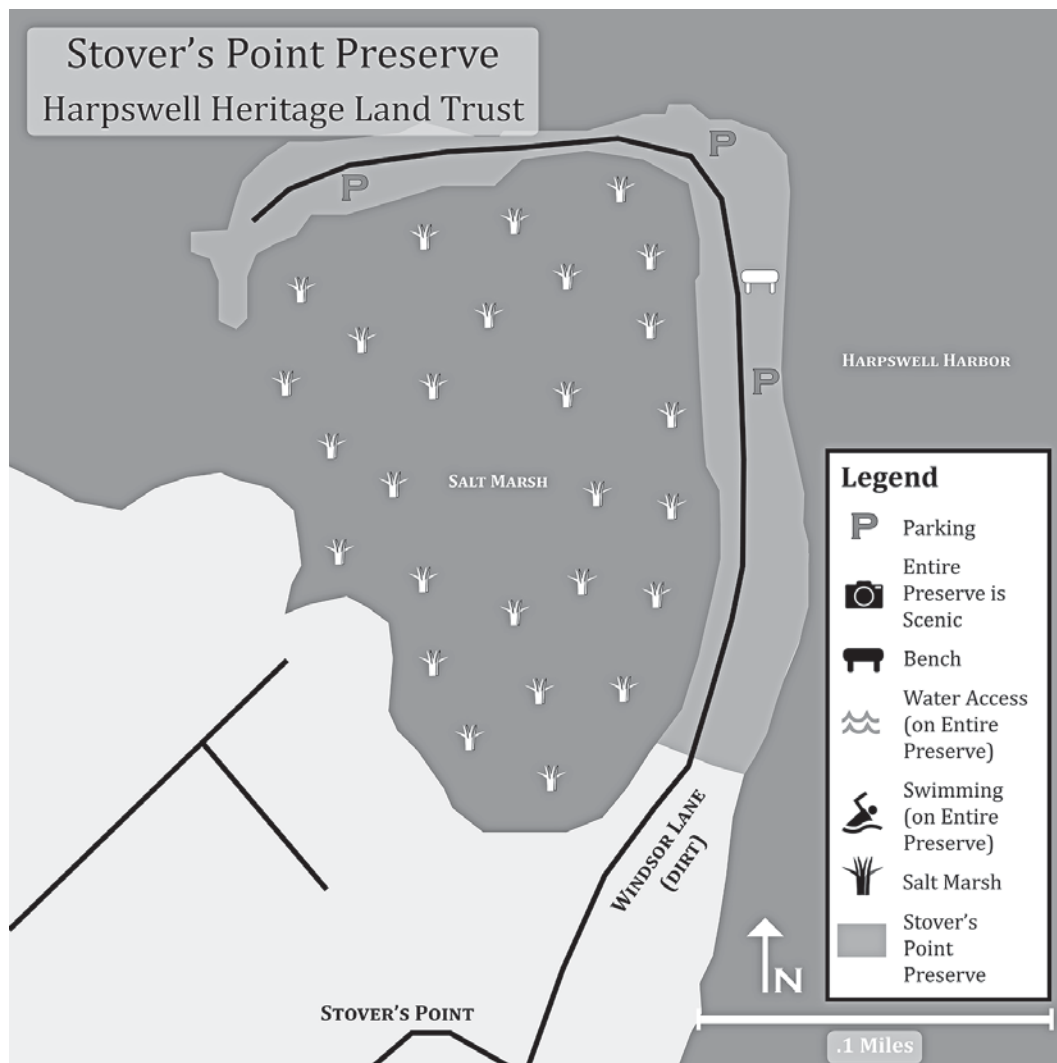 Stover's Point Preserve
Harpswell Heritage Land Trust
P
P
P
Harpswell Harbor
Salt Marsh
Legend
P Parking
Entire
Preserve is
Scenic
Bench
Water Access
(on Entire
Preserve)
Swimming
(on Entire
Preserve)
Salt Marsh
Stover's
Point
Preserve
Windsor Lane
(dirt)
N
Stover's Point
.1 Miles